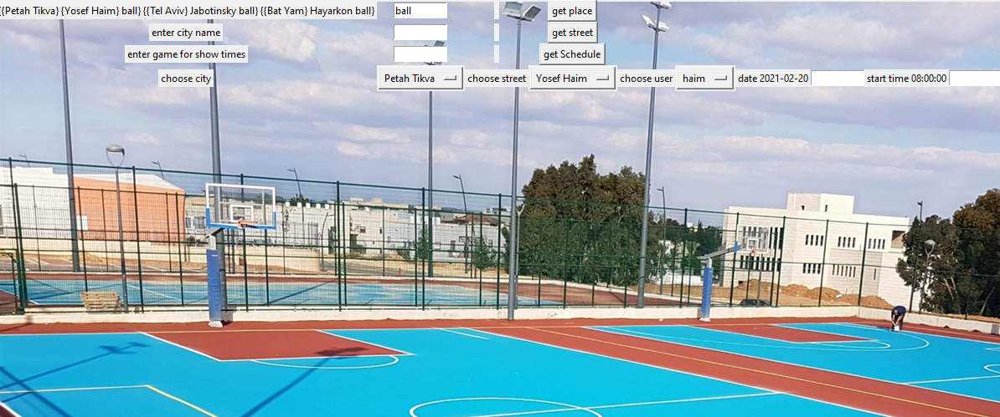 {{Petah Tikva} {Yosef Haim} ball} {{Tel Aviv} Jabotinsky ball} {{Bat Yam} Hayarkon ball} ball get place
enter city name get street
enter game for show times get Schedule
choose city Petah Tikva choose street Yosef Haim choose user haim date 2021-02-20 start time 08:00:00